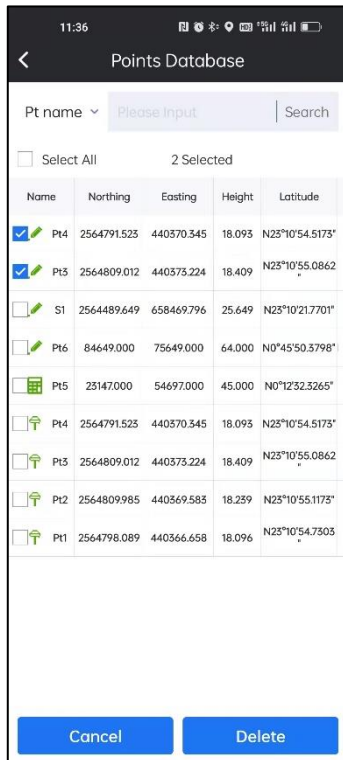 11:36
Points Database
Pt name Please Input Search
Select All 2 Selected
Name Northing Easting Height Latitude
Pt4 2564791.523 440370.345 18.093 N23°10'54.5173"
Pt3 2564809.012 440373.224 18.409 N23°10'55.0862
"
S1 2564489.649 658469.796 25.649 N23°10'21.7701"
Pt6 84649.000 75649.000 64.000 N0°45'50.3798"
Pt5 23147.000 54697.000 45.000 N0°12'32.3265"
Pt4 2564791.523 440370.345 18.093 N23°10'54.5173"
Pt3 2564809.012 440373.224 18.409 N23°10'55.0862
"
Pt2 2564809.985 440369.583 18.239 N23°10'55.1173"
Pt1 2564798.089 440366.658 18.096 N23°10'54.7303
"
Cancel Delete